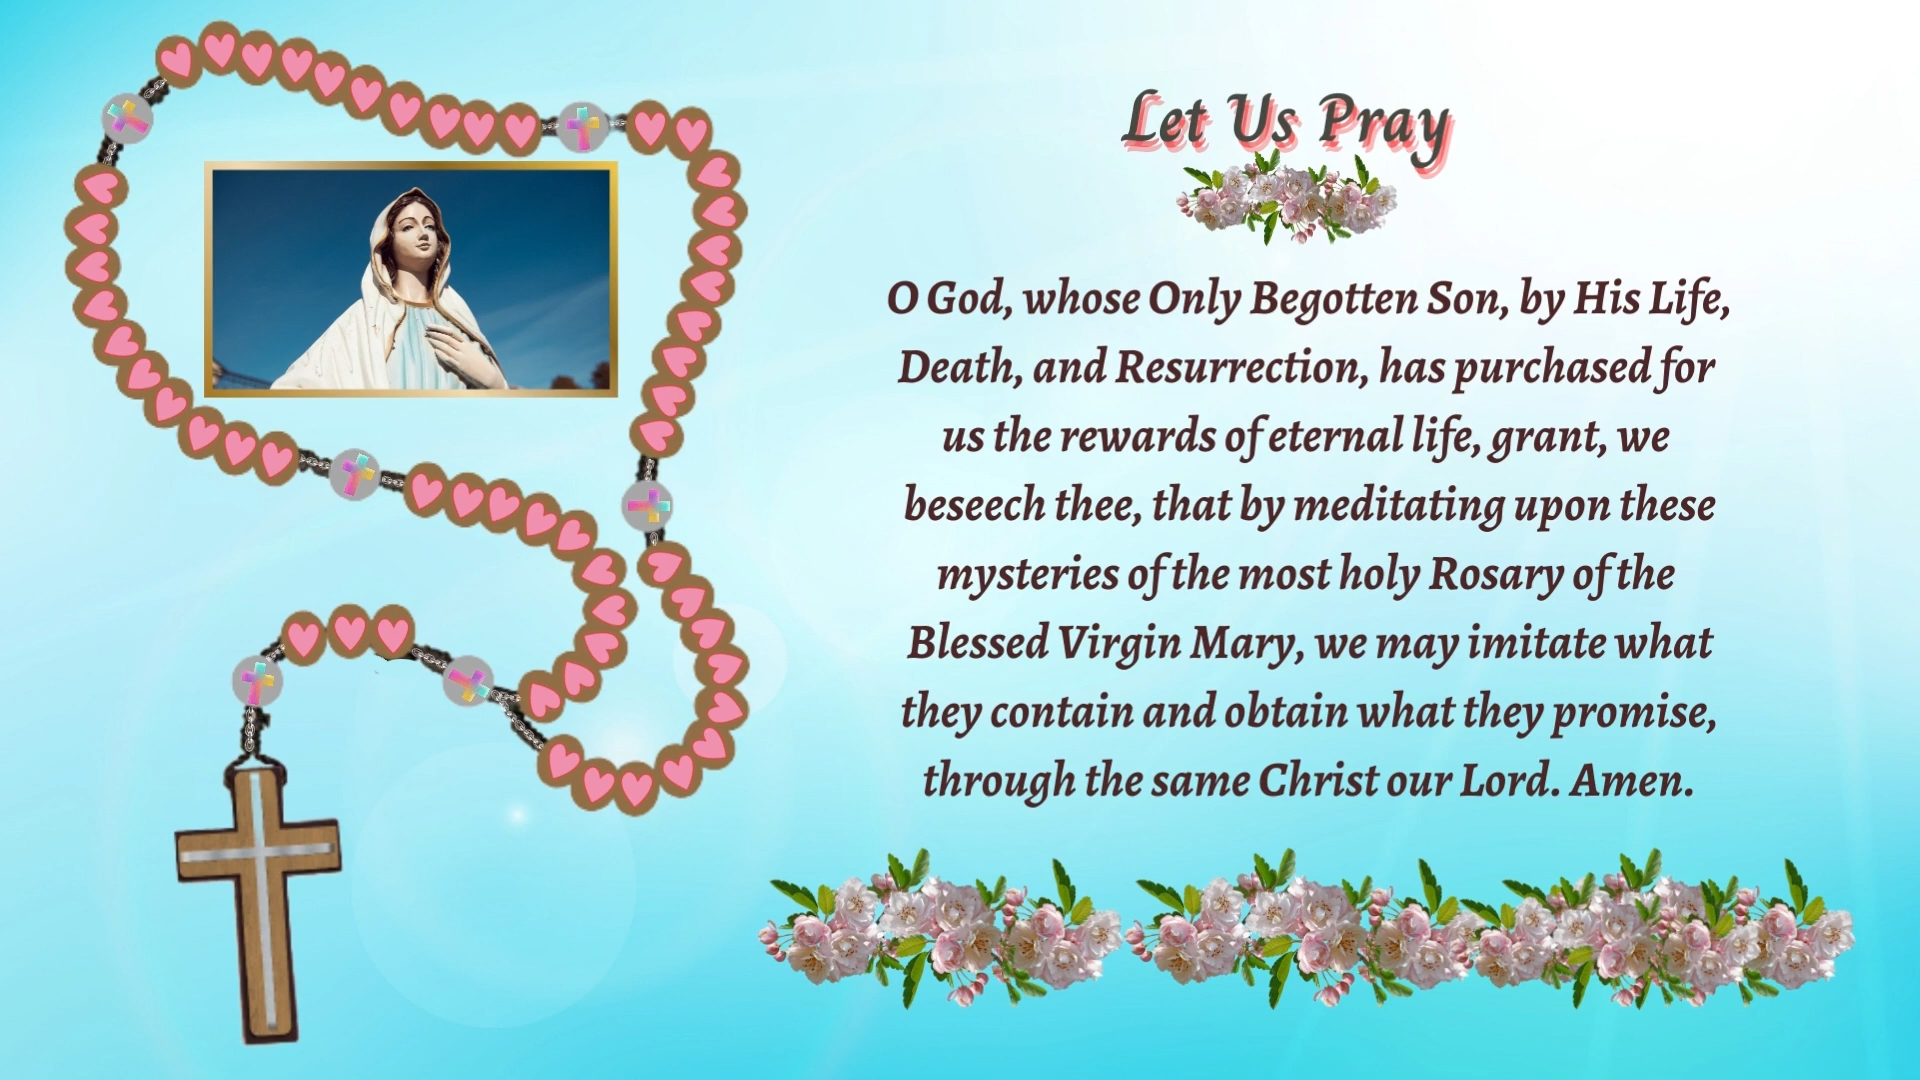 Let Us Pray
O God, whose Only Begotten Son, by His Life,
Death, and Resurrection, has purchased for
us the rewards of eternal life, grant, we
beseech thee, that by meditating upon these
mysteries of the most holy Rosary of the
Blessed Virgin Mary, we may imitate what
they contain and obtain what they promise,
through the same Christ our Lord. Amen.